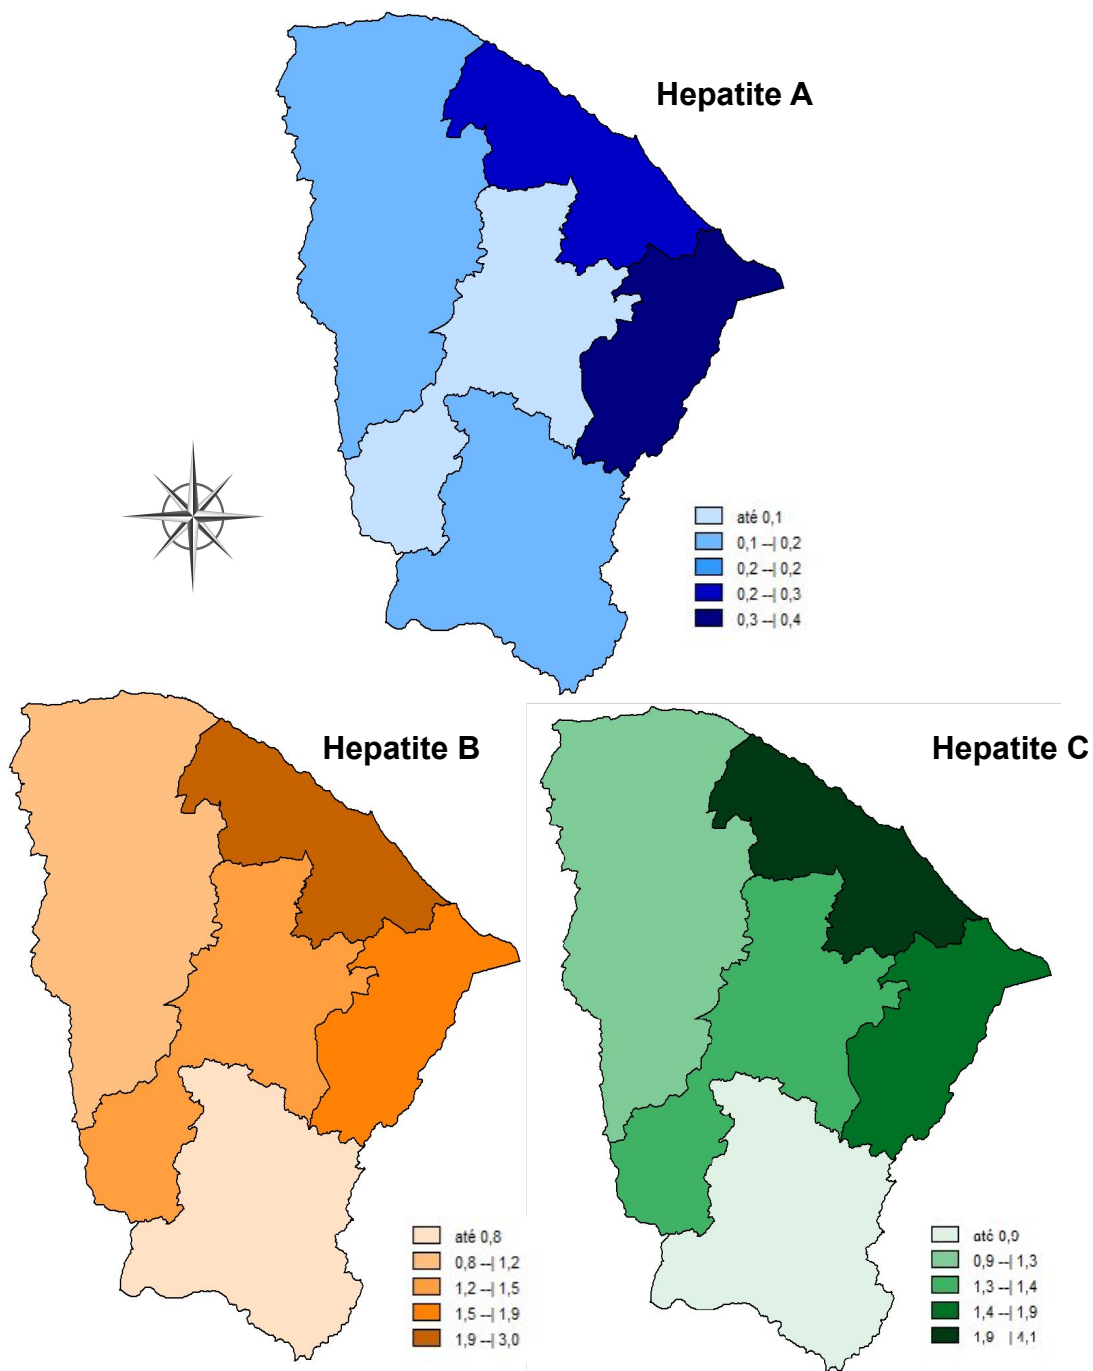 Hepatite A
até 0,1
0,1 --| 0,2
0,2 --| 0,2
0,2 --| 0,3
0,3 --| 0,4
Hepatite B
até 0,8
0,8 --| 1,2
1,2 --| 1,5
1,5 --| 1,9
1,9 --| 3,0
Hepatite C
até 0,9
0,9 --| 1,3
1,3 --| 1,4
1,4 --| 1,9
1,9 | 4,1